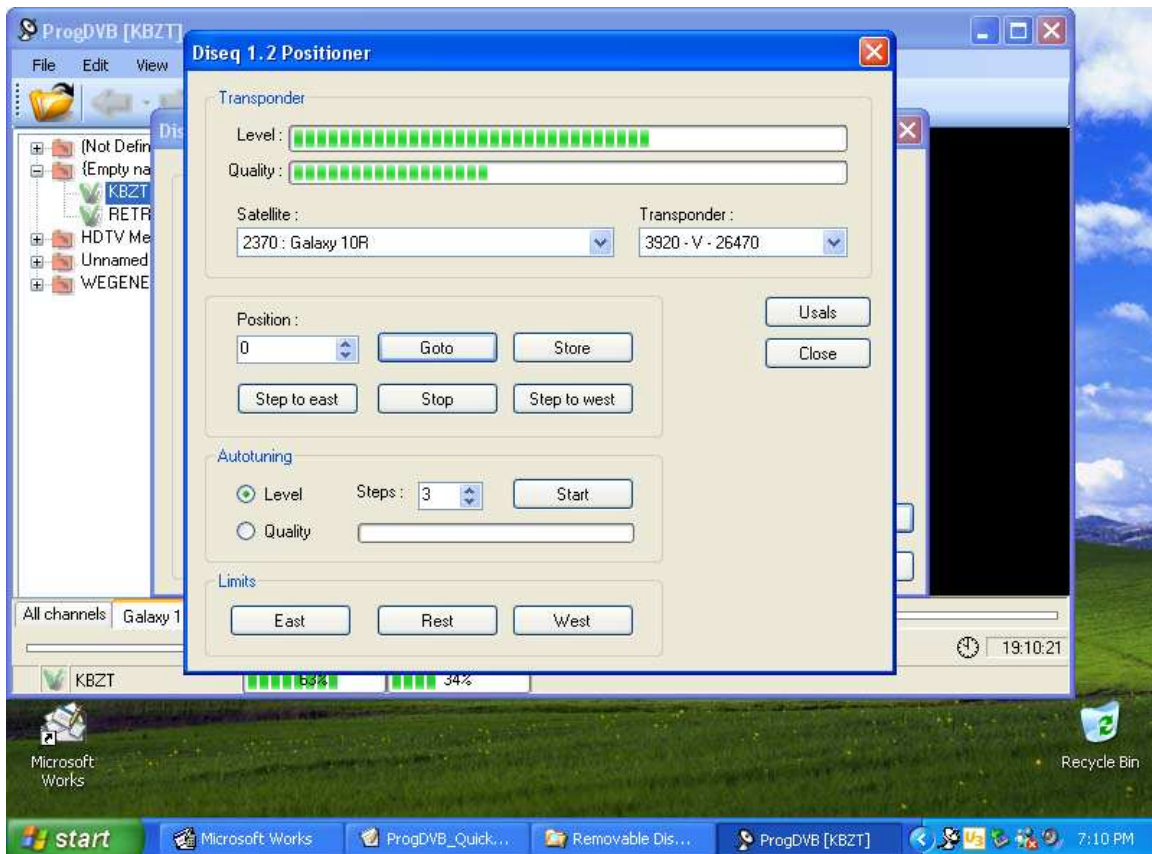 ProgDVB [KBZT]
Diseq 1.2 Positioner
File Edit View
Transponder
Dis
Level :
Quality :
(Not Defin
{Empty na
KBZT
RETR
HDTV Me
Unnamed
WEGENE
Satellite :
Transponder :
2370 : Galaxy 10R
3920 - V - 26470
Position :
0
Goto
Store
Usals
Close
Step to east
Stop
Step to west
Autotuning
Level
Steps :
3
Start
Quality
Limits
East
Rest
West
All channels
Galaxy 1
19:10:21
KBZT
63%
34%
Microsoft
Works
Recycle Bin
start
Microsoft Works
ProgDVB_Quick...
Removable Dis...
ProgDVB [KBZT]
U3
7:10 PM